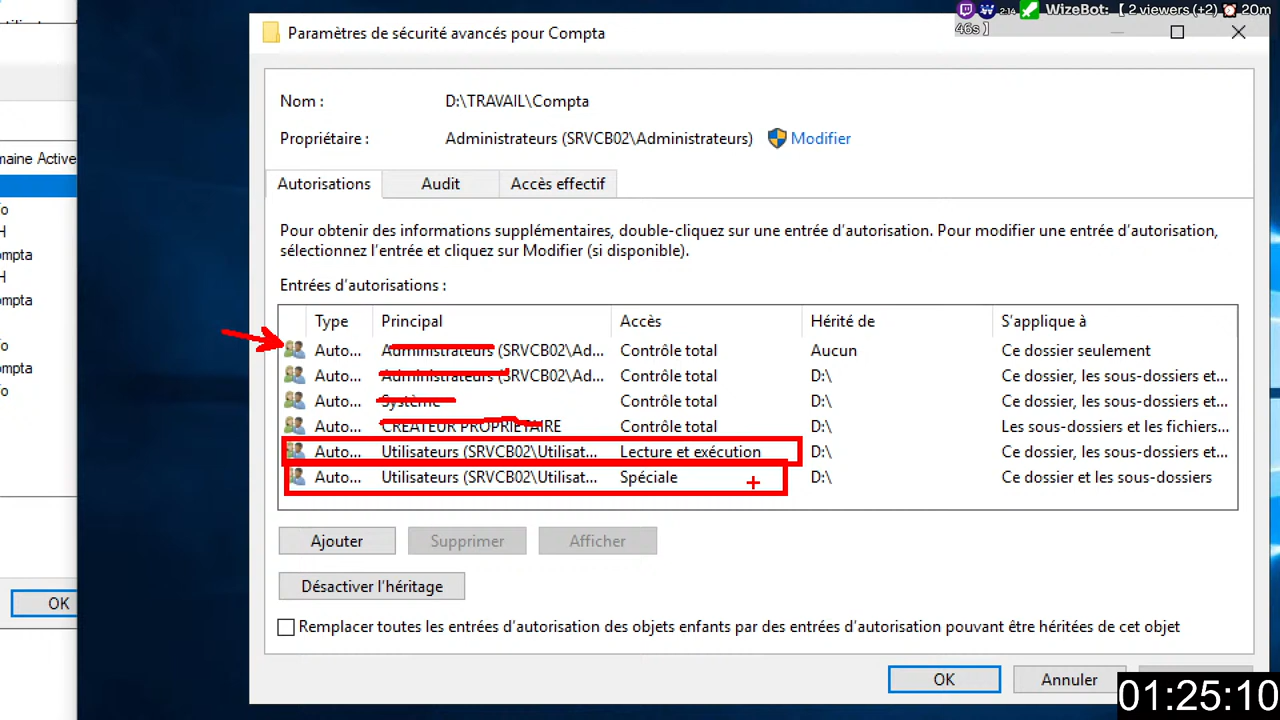 2.14 WizeBot: [ 2 viewers (+2) 20m
46s ]
Paramètres de sécurité avancés pour Compta
Nom : D:\TRAVAIL\Compta
Propriétaire : Administrateurs (SRVCB02\Administrateurs) Modifier
maine Active
Autorisations Audit Accès effectif
Pour obtenir des informations supplémentaires, double-cliquez sur une entrée d'autorisation. Pour modifier une entrée d'autorisation,
sélectionnez l'entrée et cliquez sur Modifier (si disponible).
Entrées d'autorisations :
Type Principal Accès Hérité de S'applique à
Auto... Administrateurs (SRVCB02\Ad... Contrôle total Aucun Ce dossier seulement
Auto... Administrateurs (SRVCB02\Ad... Contrôle total D:\ Ce dossier, les sous-dossiers et...
Auto... Système Contrôle total D:\ Ce dossier, les sous-dossiers et...
Auto... CREATEUR PROPRIETAIRE Contrôle total D:\ Les sous-dossiers et les fichiers...
Auto... Utilisateurs (SRVCB02\Utilisat... Lecture et exécution D:\ Ce dossier, les sous-dossiers et...
Auto... Utilisateurs (SRVCB02\Utilisat... Spéciale D:\ Ce dossier et les sous-dossiers
Ajouter Supprimer Afficher
Désactiver l'héritage
OK
Remplacer toutes les entrées d'autorisation des objets enfants par des entrées d'autorisation pouvant être héritées de cet objet
OK Annuler
01:25:10